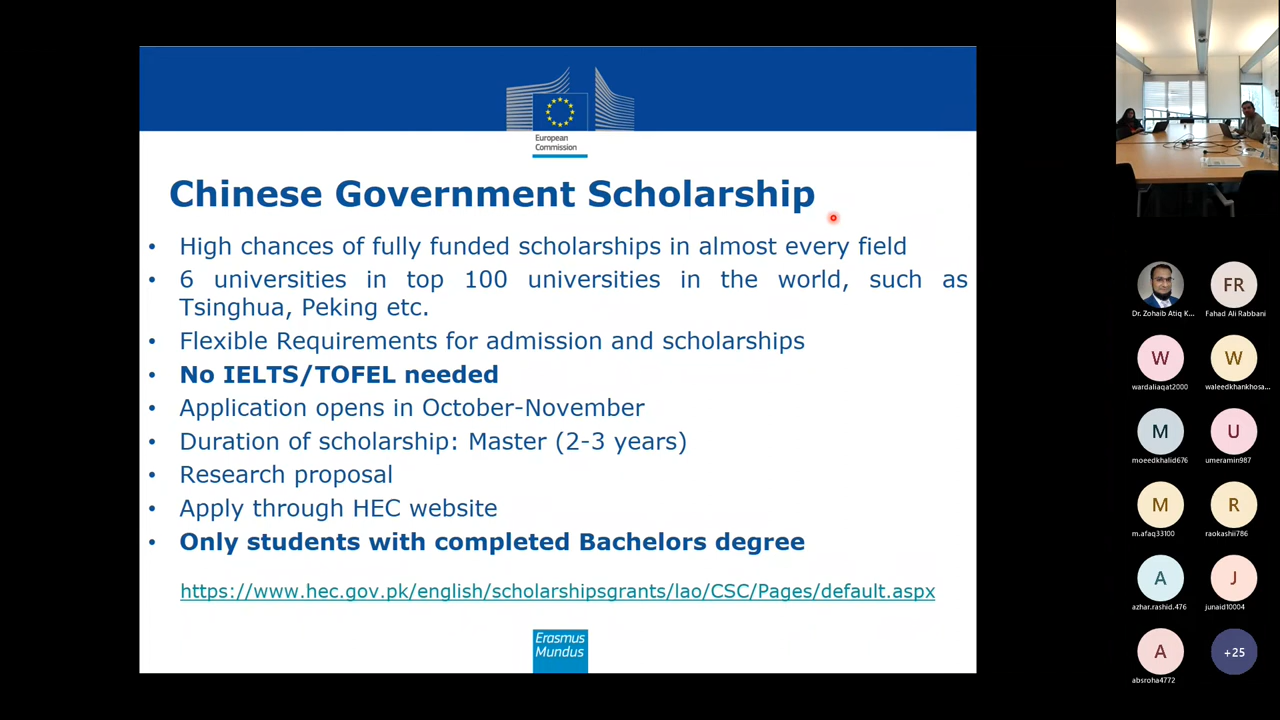 European
Commission
Chinese Government Scholarship
• High chances of fully funded scholarships in almost every field
• 6 universities in top 100 universities in the world, such as
Tsinghua, Peking etc.
• Flexible Requirements for admission and scholarships
• No IELTS/TOFEL needed
• Application opens in October-November
• Duration of scholarship: Master (2-3 years)
• Research proposal
• Apply through HEC website
• Only students with completed Bachelors degree
https://www.hec.gov.pk/english/scholarshipsgrants/lao/CSC/Pages/default.aspx
Erasmus
Mundus
FR
Dr. Zohaib Atiq K... Fahad Ali Rabbani
W W
wardaliaqat2000 waleedkhankhosa...
M U
moeedkhalid676 umeramin987
M R
m.afaq33100 raokashii786
A J
azhar.rashid.476 junaid10004
A +25
absroha4772